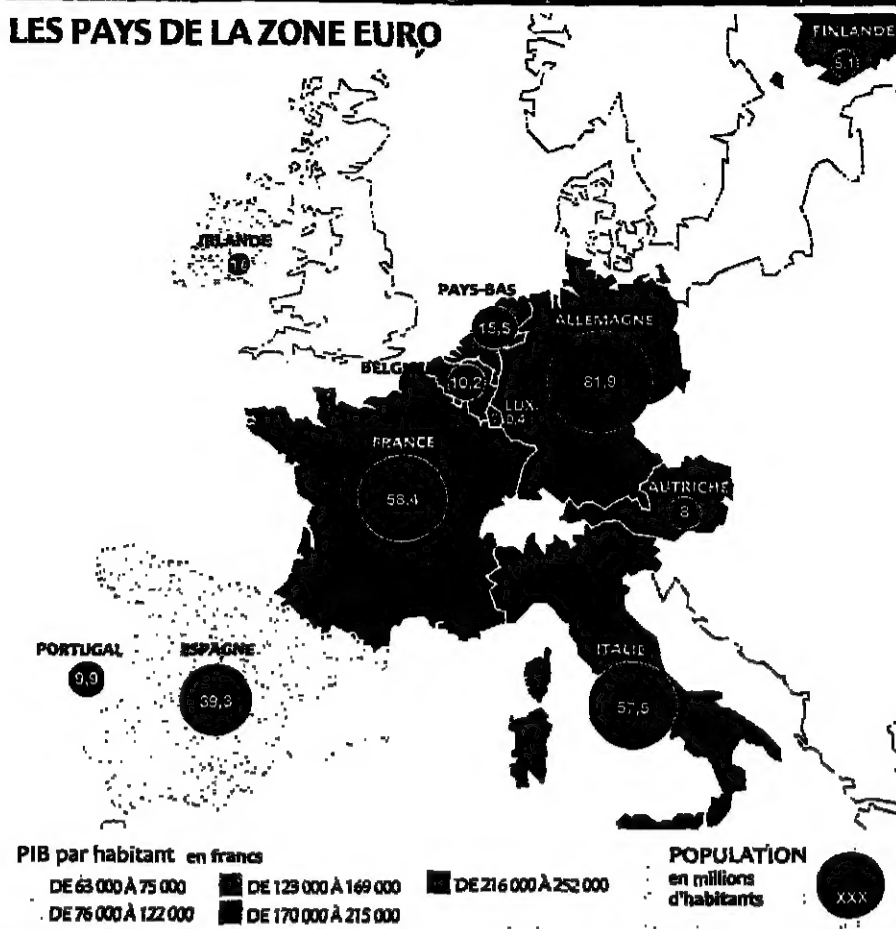 LES PAYS DE LA ZONE EURO
FINLANDE
5,1
IRLANDE
PAYS-BAS
15,5
ALLEMAGNE
81,9
10,2
LUX.
0,4
FRANCE
58,4
AUTRICHE
8
PORTUGAL
9,9
ESPAGNE
39,3
ITALIE
57,5
PIB par habitant en francs
DE 63 000 À 75 000
DE 76 000 À 122 000
DE 123 000 À 169 000
DE 170 000 À 215 000
DE 216 000 À 252 000
POPULATION
en millions
d'habitants
XXX